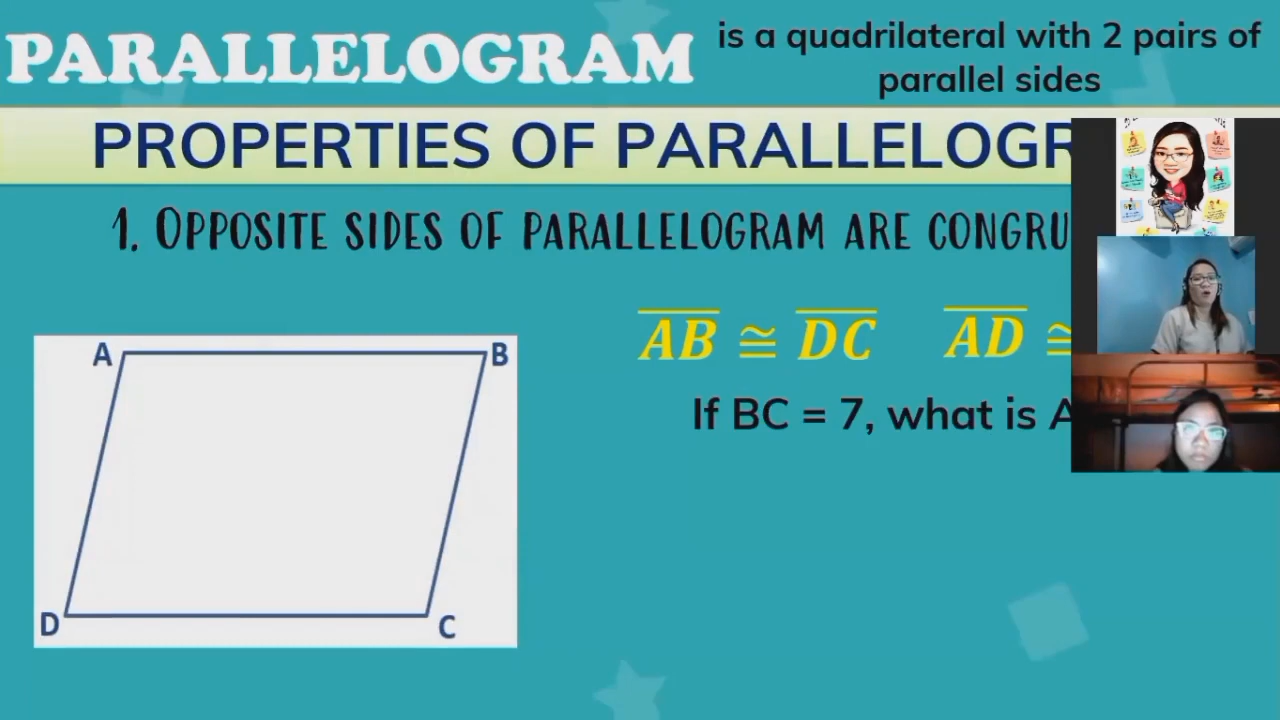 PARALLELOGRAM
is a quadrilateral with 2 pairs of
parallel sides
PROPERTIES OF PARALLELOGR
1. OPPOSITE SIDES OF PARALLELOGRAM ARE CONGRU
AB ≅ DC AD ≅
If BC = 7, what is A
A
B
D
C